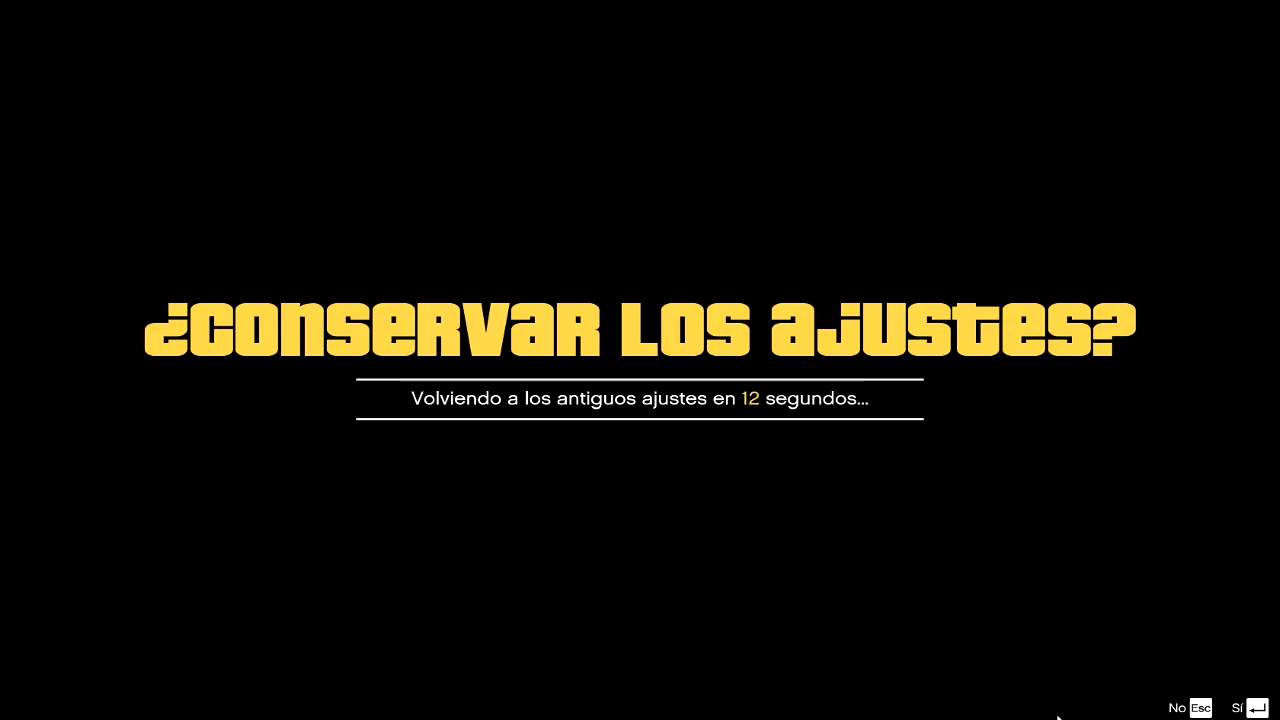 ¿CONSERVAR LOS AJUSTES?
Volviendo a los antiguos ajustes en 12 segundos...
No Esc Sí